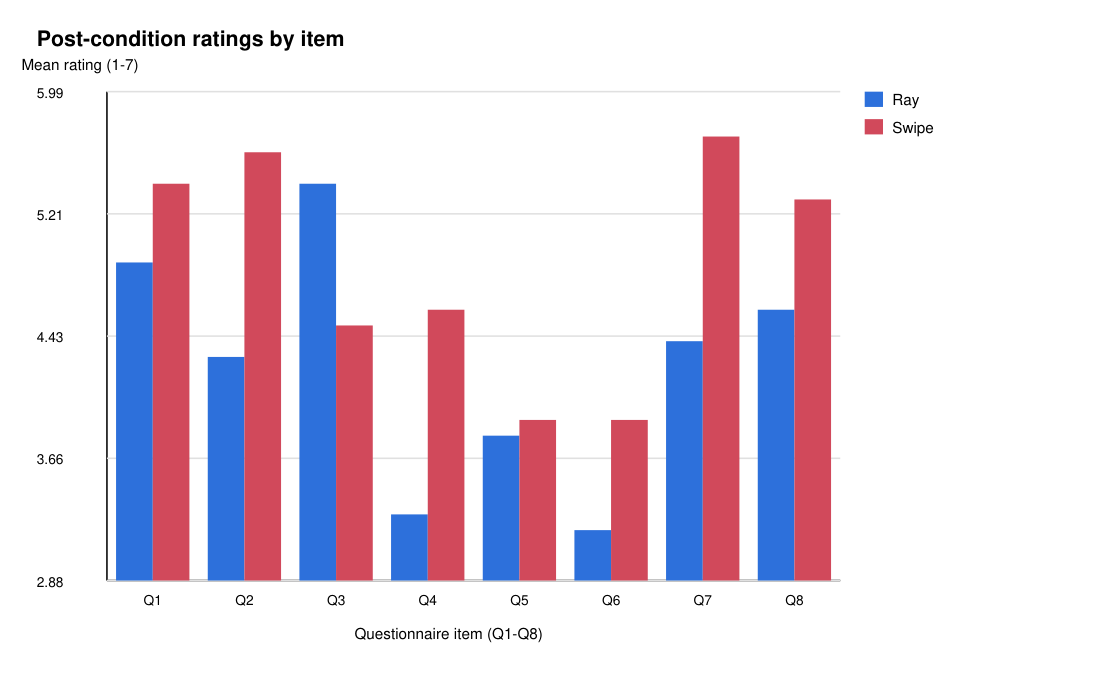 Post-condition ratings by item
Mean rating (1-7)
5.99
5.21
4.43
3.66
2.88
Q1 Q2 Q3 Q4 Q5 Q6 Q7 Q8
Questionnaire item (Q1-Q8)
Ray
Swipe